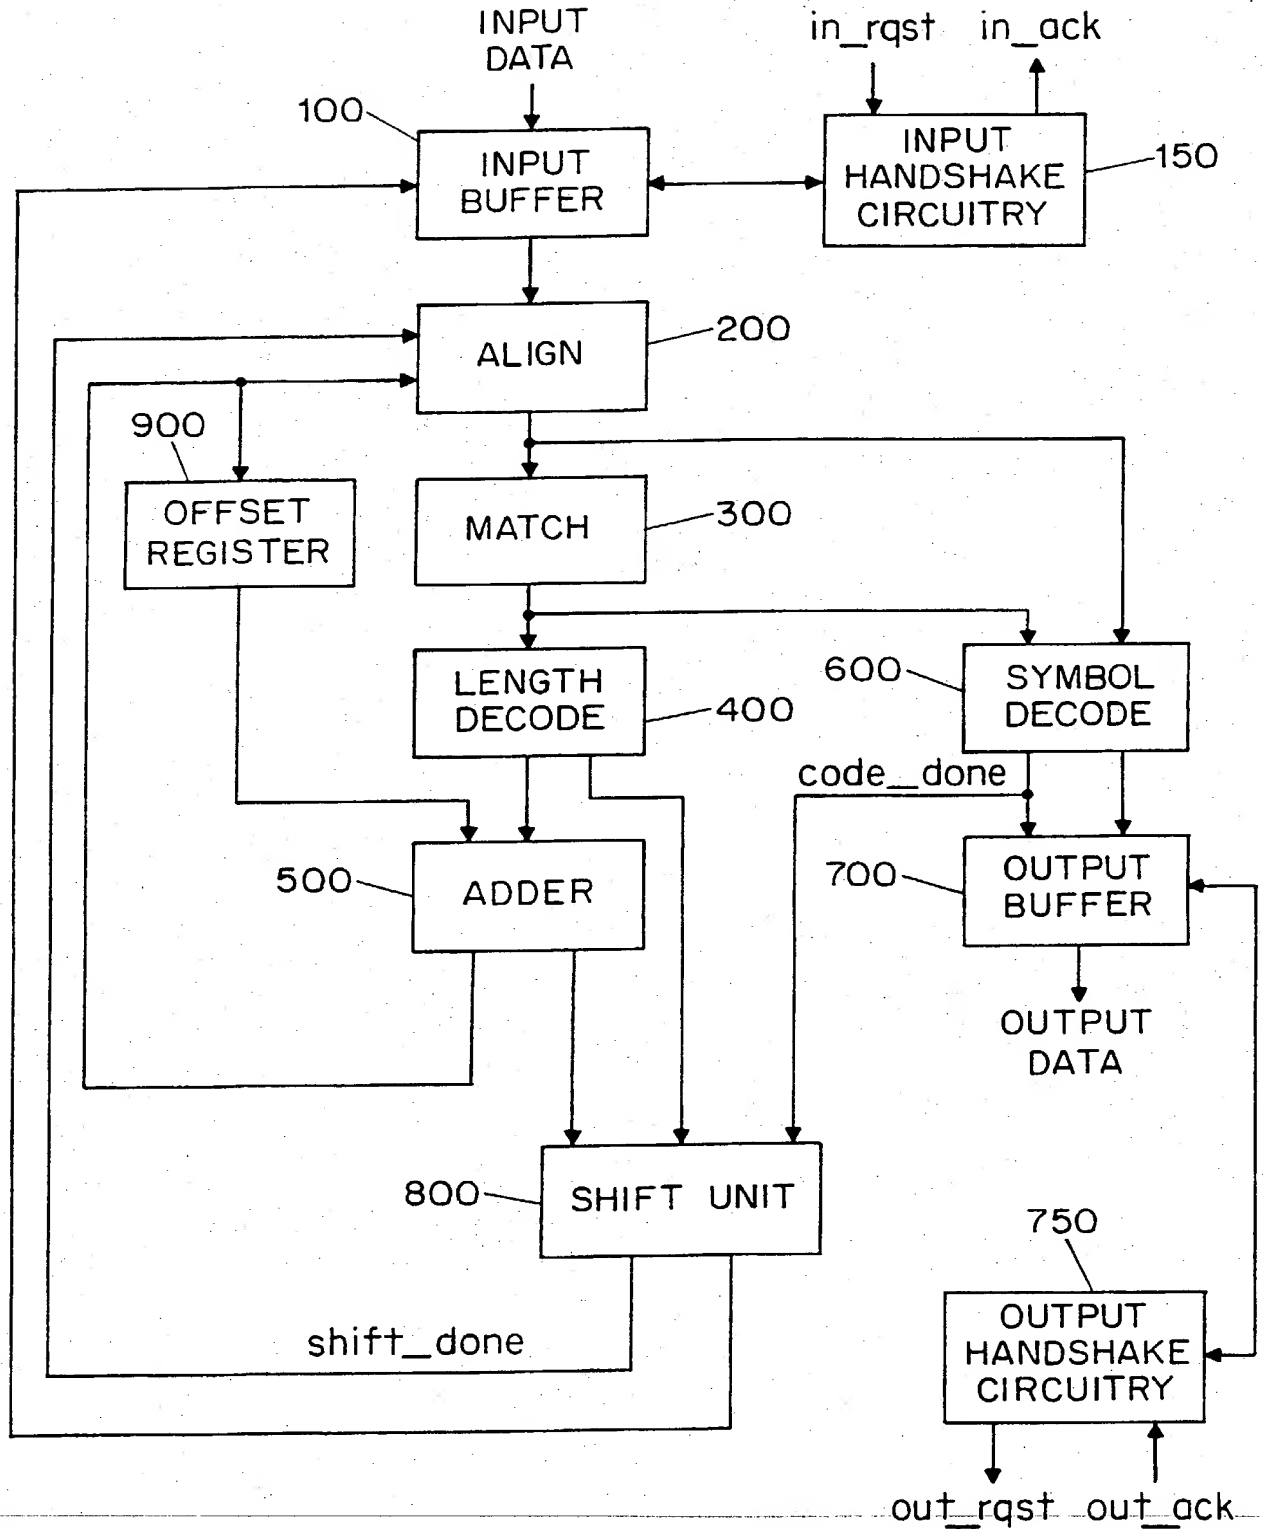 INPUT
DATA
in_rqst in_ack
100
INPUT
BUFFER
INPUT
HANDSHAKE
CIRCUITRY
150
ALIGN
200
900
OFFSET
REGISTER
MATCH
300
LENGTH
DECODE
400
600
SYMBOL
DECODE
code_done
500
ADDER
700
OUTPUT
BUFFER
OUTPUT
DATA
800
SHIFT UNIT
750
OUTPUT
HANDSHAKE
CIRCUITRY
shift_done
out_rqst out_ack